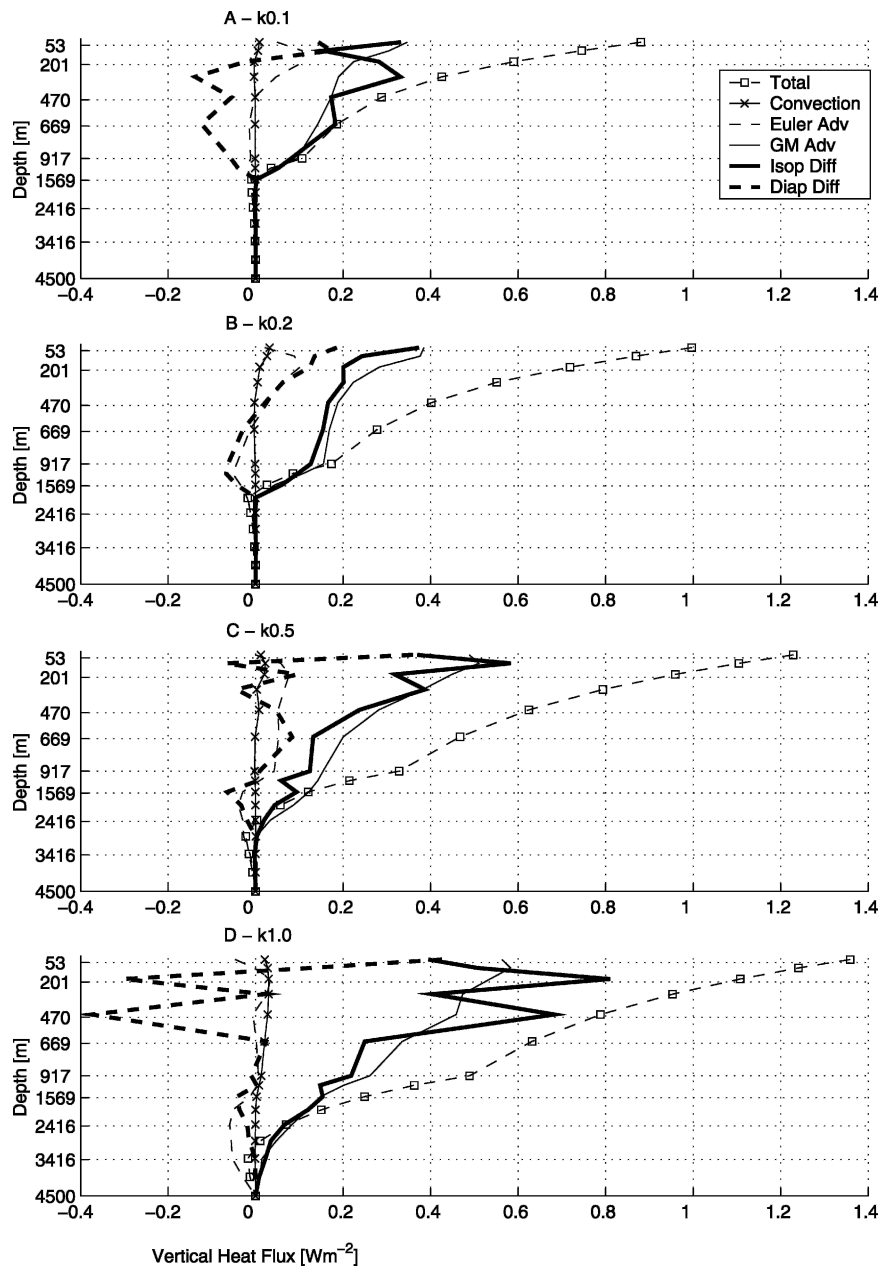 A – k0.1
53
201
470
669
917
1569
2416
3416
4500
Depth [m]
Total
Convection
Euler Adv
GM Adv
Isop Diff
Diap Diff
–0.4 –0.2 0 0.2 0.4 0.6 0.8 1 1.2 1.4
B – k0.2
53
201
470
669
917
1569
2416
3416
4500
Depth [m]
–0.4 –0.2 0 0.2 0.4 0.6 0.8 1 1.2 1.4
C – k0.5
53
201
470
669
917
1569
2416
3416
4500
Depth [m]
–0.4 –0.2 0 0.2 0.4 0.6 0.8 1 1.2 1.4
D – k1.0
53
201
470
669
917
1569
2416
3416
4500
Depth [m]
–0.4 –0.2 0 0.2 0.4 0.6 0.8 1 1.2 1.4
Vertical Heat Flux [Wm⁻²]